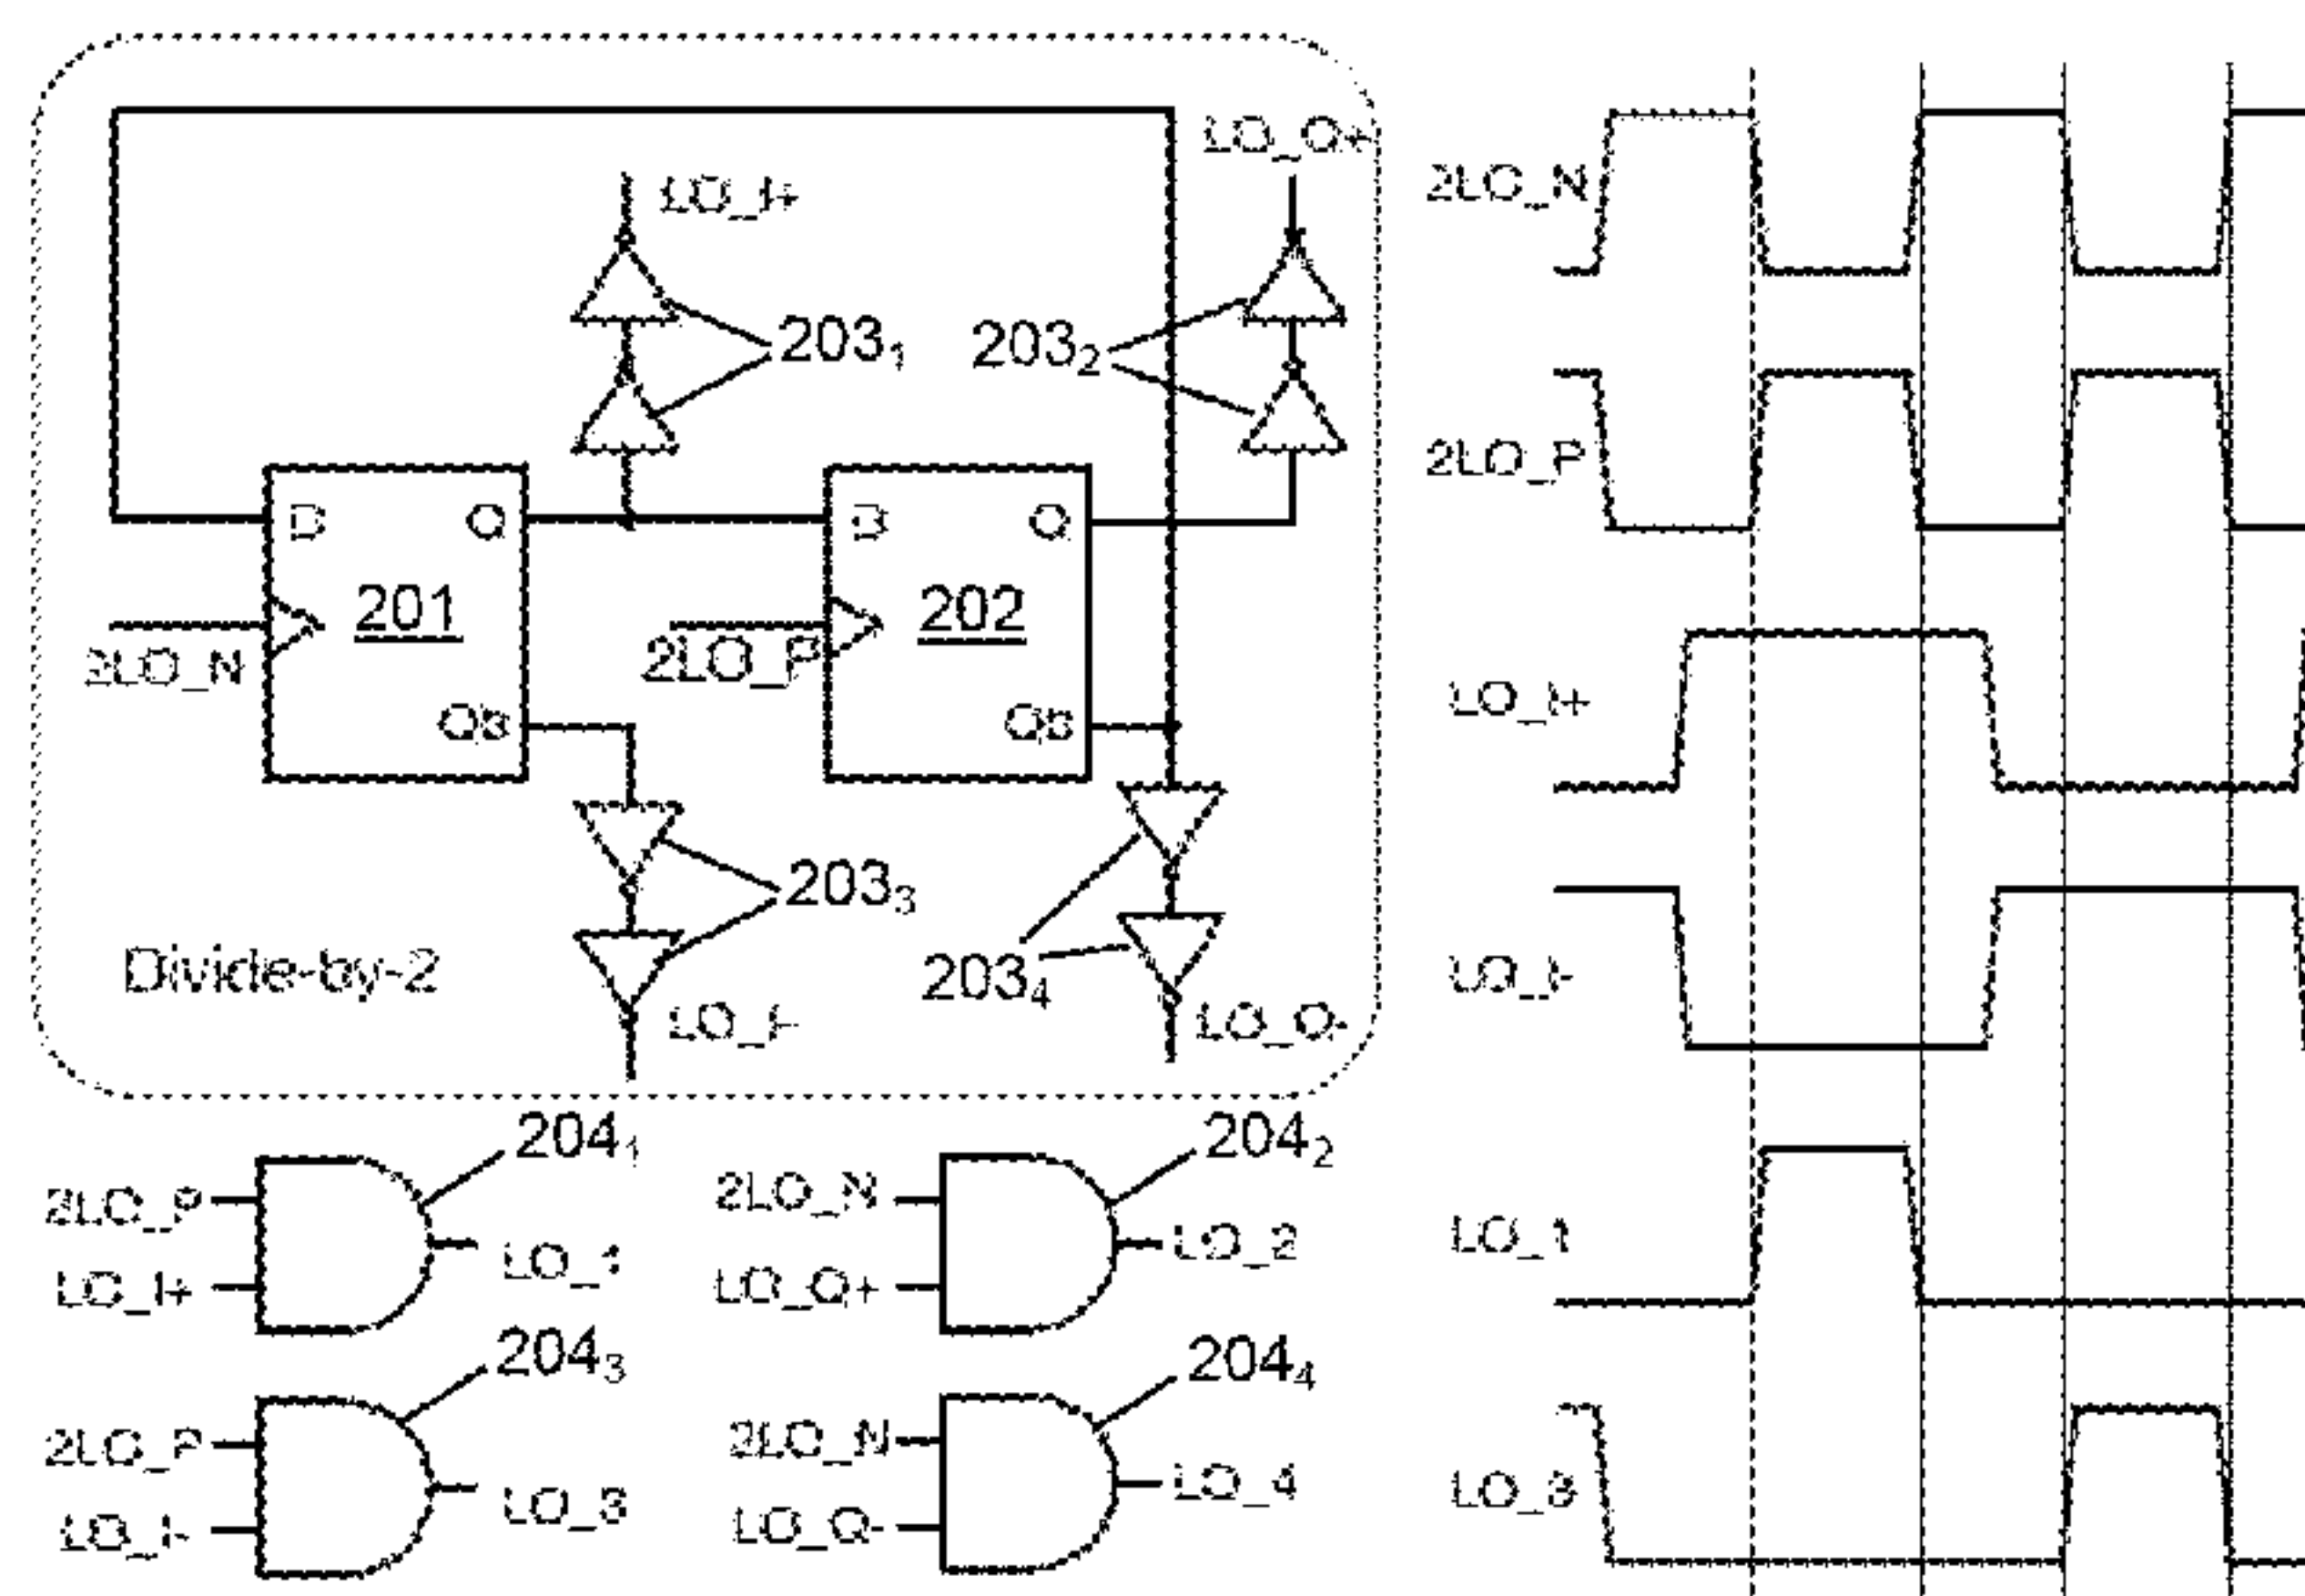 LO_I+
LO_Q+
203₁
203₂
D
Q
D
Q
201
202
2LO_N
2LO_P
QB
QB
203₃
203₄
Divide-by-2
LO_I-
LO_Q-
204₁
2LO_P
LO_I+
LO_1
204₂
2LO_N
LO_Q+
LO_2
204₃
2LO_P
LO_I-
LO_3
204₄
2LO_N
LO_Q-
LO_4
2LO_N
2LO_P
LO_I+
LO_I-
LO_1
LO_3